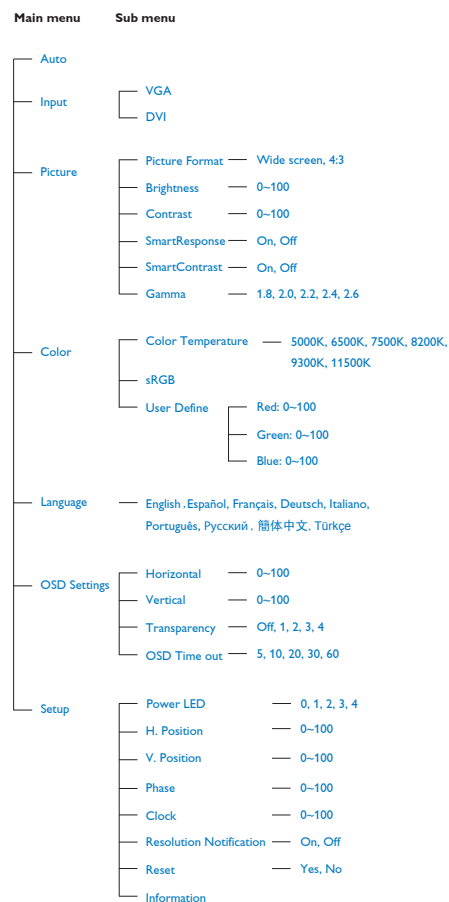 Main menu Sub menu
Auto
Input
VGA
DVI
Picture
Picture Format Wide screen, 4:3
Brightness 0~100
Contrast 0~100
SmartResponse On, Off
SmartContrast On, Off
Gamma 1.8, 2.0, 2.2, 2.4, 2.6
Color
Color Temperature 5000K, 6500K, 7500K, 8200K,
9300K, 11500K
sRGB
User Define Red: 0~100
Green: 0~100
Blue: 0~100
Language English, Español, Français, Deutsch, Italiano,
Português, Русский, 簡体中文, Türkçe
OSD Settings
Horizontal 0~100
Vertical 0~100
Transparency Off, 1, 2, 3, 4
OSD Time out 5, 10, 20, 30, 60
Setup
Power LED 0, 1, 2, 3, 4
H. Position 0~100
V. Position 0~100
Phase 0~100
Clock 0~100
Resolution Notification On, Off
Reset Yes, No
Information